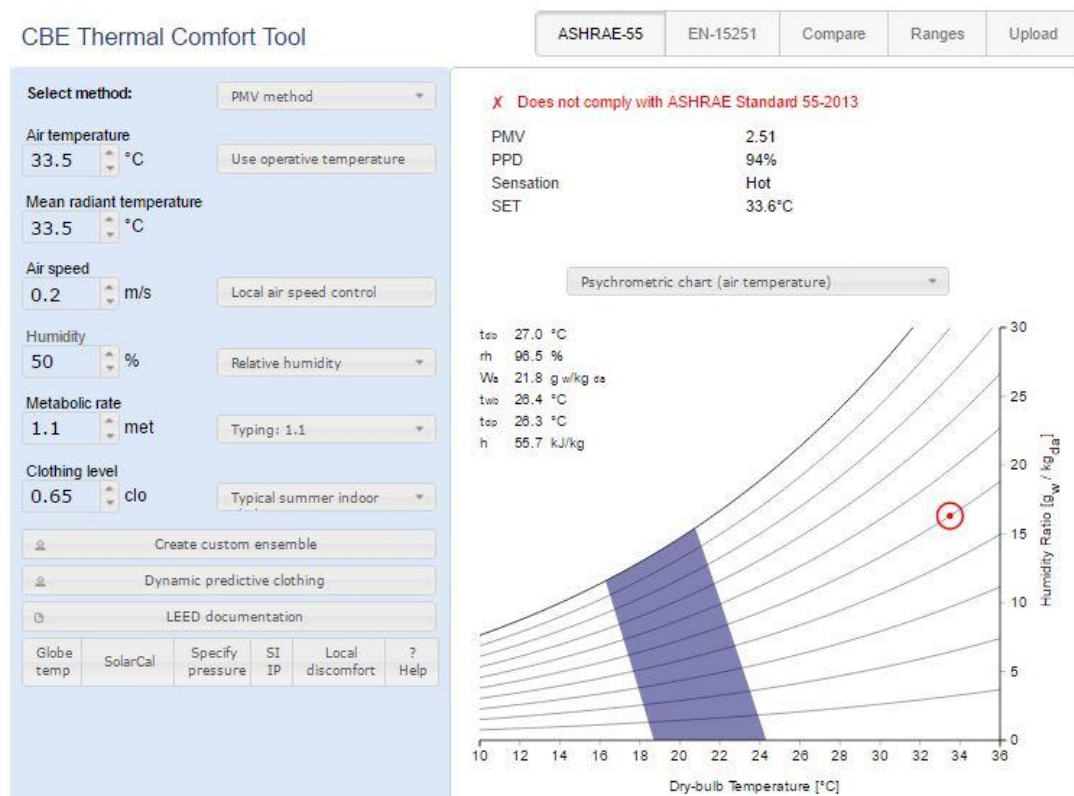 CBE Thermal Comfort Tool
ASHRAE-55 EN-15251 Compare Ranges Upload
Select method: PMV method
Air temperature
33.5 °C Use operative temperature
Mean radiant temperature
33.5 °C
Air speed
0.2 m/s Local air speed control
Humidity
50 % Relative humidity
Metabolic rate
1.1 met Typing: 1.1
Clothing level
0.65 clo Typical summer indoor
Create custom ensemble
Dynamic predictive clothing
LEED documentation
Globe temp SolarCal Specify pressure SI IP Local discomfort ? Help
✗ Does not comply with ASHRAE Standard 55-2013
PMV 2.51
PPD 94%
Sensation Hot
SET 33.6°C
Psychrometric chart (air temperature)
tdb 27.0 °C
rh 96.5 %
Wa 21.8 g w/kg da
twb 26.4 °C
tdp 26.3 °C
h 55.7 kJ/kg
30
25
20
15
10
5
0
Humidity Ratio [gw / kgda]
10 12 14 16 18 20 22 24 26 28 30 32 34 36
Dry-bulb Temperature [°C]